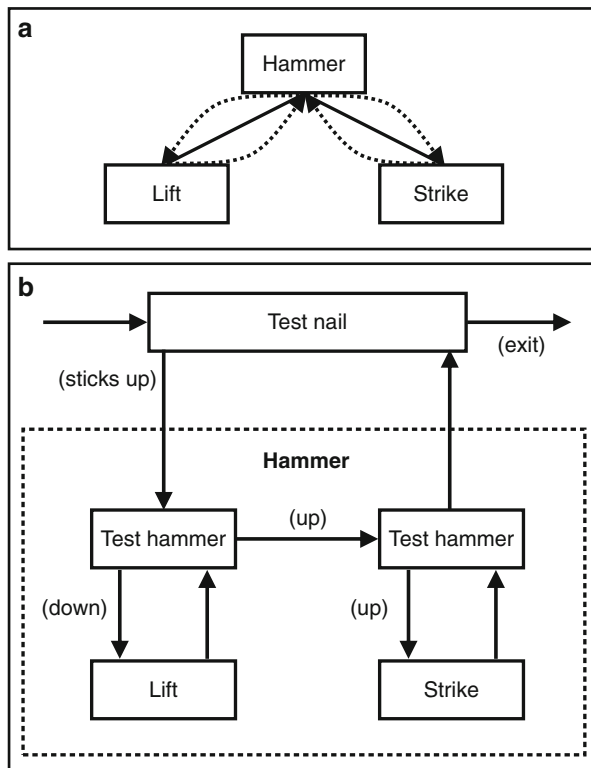 a
Hammer
Lift
Strike
b
Test nail
(exit)
(sticks up)
Hammer
Test hammer
(up)
Test hammer
(down)
(up)
Lift
Strike